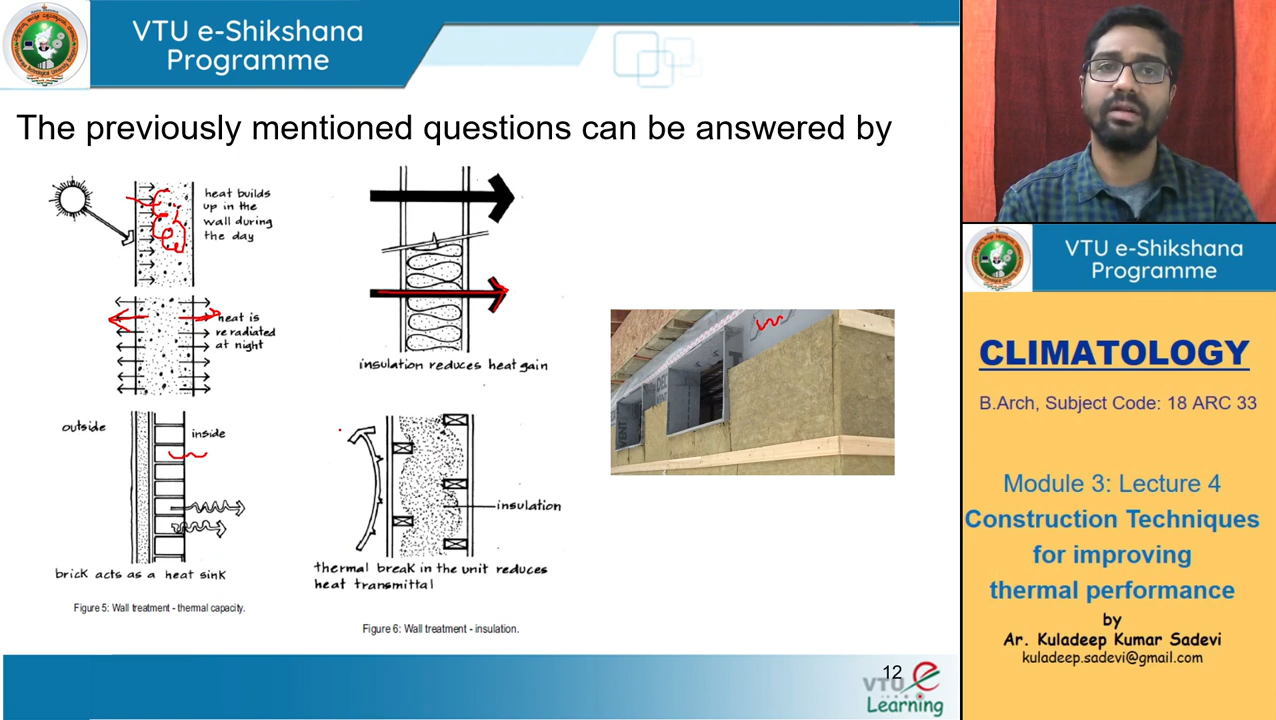 VTU e-Shikshana
Programme
The previously mentioned questions can be answered by
heat builds
up in the
wall during
the day
heat is
re radiated
at night
insulation reduces heat gain
outside
inside
insulation
brick acts as a heat sink
thermal break in the unit reduces
heat transmittal
Figure 5: Wall treatment - thermal capacity.
Figure 6: Wall treatment - insulation.
12
VTU e
Learning
VTU e-Shikshana
Programme
CLIMATOLOGY
B.Arch, Subject Code: 18 ARC 33
Module 3: Lecture 4
Construction Techniques
for improving
thermal performance
by
Ar. Kuladeep Kumar Sadevi
kuladeep.sadevi@gmail.com